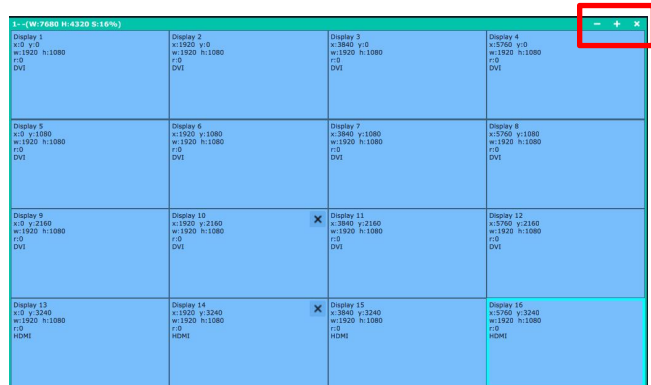 1--(W:7680 H:4320 S:16%)
Display 1
x:0 y:0
w:1920 h:1080
r:0
DVI
Display 2
x:1920 y:0
w:1920 h:1080
r:0
DVI
Display 3
x:3840 y:0
w:1920 h:1080
r:0
DVI
Display 4
x:5760 y:0
w:1920 h:1080
r:0
DVI
Display 5
x:0 y:1080
w:1920 h:1080
r:0
DVI
Display 6
x:1920 y:1080
w:1920 h:1080
r:0
DVI
Display 7
x:3840 y:1080
w:1920 h:1080
r:0
DVI
Display 8
x:5760 y:1080
w:1920 h:1080
r:0
DVI
Display 9
x:0 y:2160
w:1920 h:1080
r:0
DVI
Display 10
x:1920 y:2160
w:1920 h:1080
r:0
DVI
Display 11
x:3840 y:2160
w:1920 h:1080
r:0
DVI
Display 12
x:5760 y:2160
w:1920 h:1080
r:0
DVI
Display 13
x:0 y:3240
w:1920 h:1080
r:0
HDMI
Display 14
x:1920 y:3240
w:1920 h:1080
r:0
HDMI
Display 15
x:3840 y:3240
w:1920 h:1080
r:0
HDMI
Display 16
x:5760 y:3240
w:1920 h:1080
r:0
HDMI